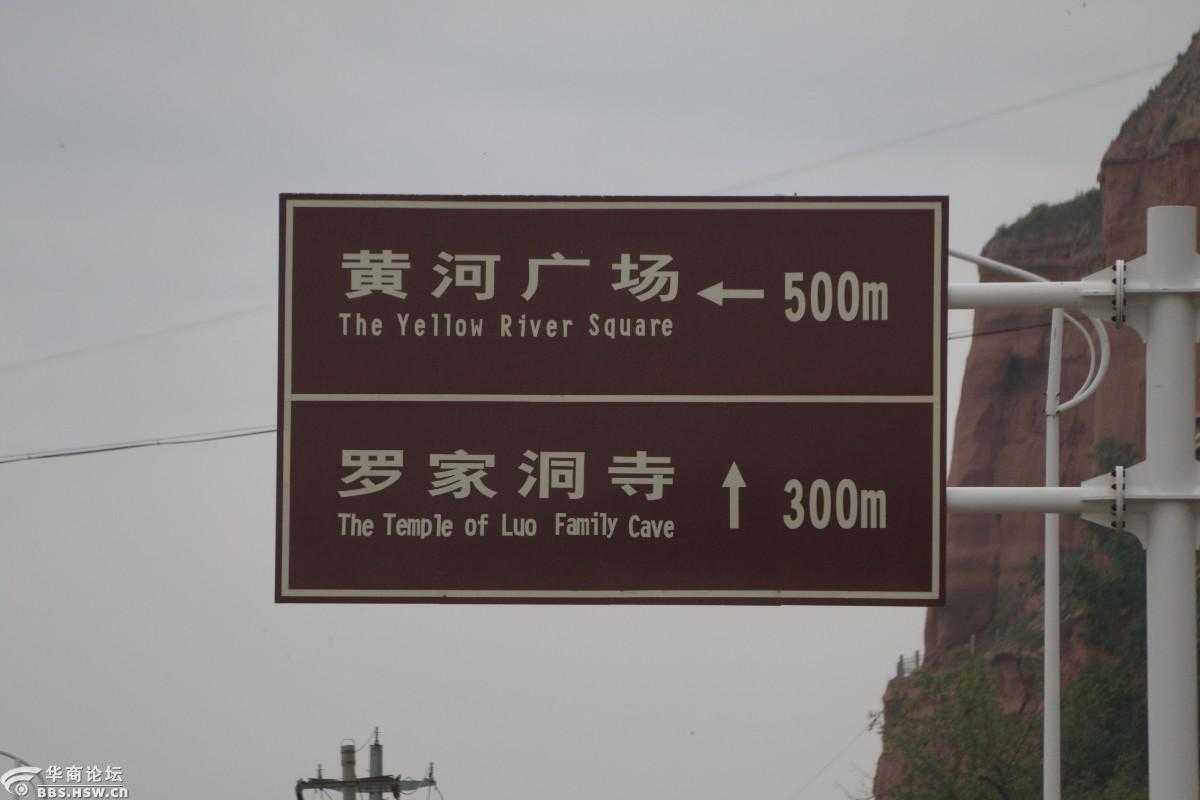 黄河广场 ← 500m
The Yellow River Square
罗家洞寺 ↑ 300m
The Temple of Luo Family Cave
华商论坛
BBS.HSW.CN